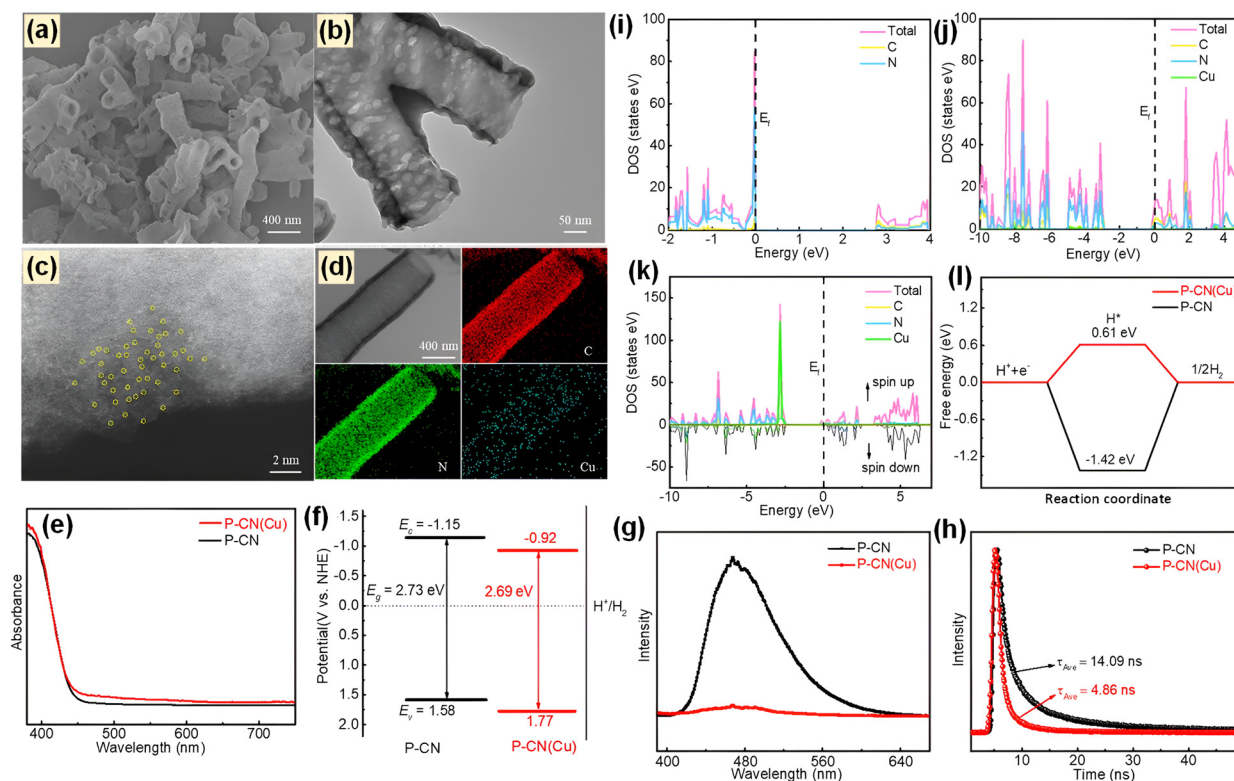 (a)
400 nm
(b)
50 nm
(c)
2 nm
(d)
400 nm
C
N
Cu
(i)
100
80
60
40
20
0
DOS (states eV)
Total
C
N
E_f
-2 -1 0 1 2 3 4
Energy (eV)
(j)
100
80
60
40
20
0
DOS (states eV)
Total
C
N
Cu
E_f
-10 -8 -6 -4 -2 0 2 4
Energy (eV)
(k)
150
100
50
0
-50
DOS (states eV)
Total
C
N
Cu
E_f
spin up
spin down
-10 -5 0 5
Energy (eV)
(l)
P-CN(Cu)
P-CN
1.2
0.6
0.0
-0.6
-1.2
Free energy (eV)
H*
0.61 eV
H⁺+e⁻
1/2H₂
-1.42 eV
Reaction coordinate
(e)
P-CN(Cu)
P-CN
Absorbance
400 500 600 700
Wavelength (nm)
(f)
-1.5
-1.0
-0.5
0.0
0.5
1.0
1.5
2.0
Potential(V vs. NHE)
E_c = -1.15
-0.92
E_g = 2.73 eV
2.69 eV
H⁺/H₂
E_v = 1.58
1.77
P-CN
P-CN(Cu)
(g)
P-CN
P-CN(Cu)
Intensity
400 480 560 640
Wavelength (nm)
(h)
P-CN
P-CN(Cu)
Intensity
τ_Ave = 14.09 ns
τ_Ave = 4.86 ns
10 20 30 40
Time (ns)